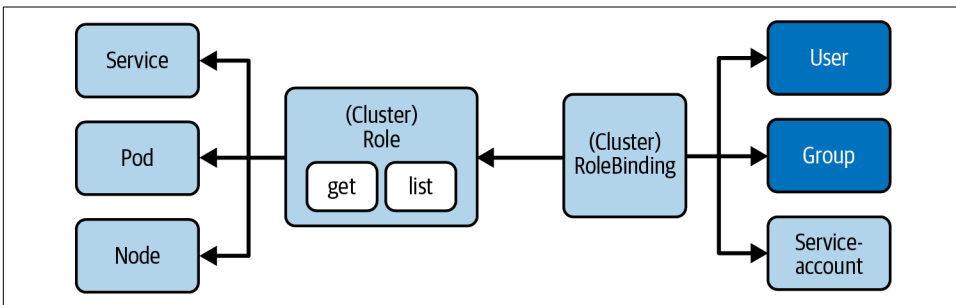 Service
Pod
Node
(Cluster)
Role
get list
(Cluster)
RoleBinding
User
Group
Service-
account